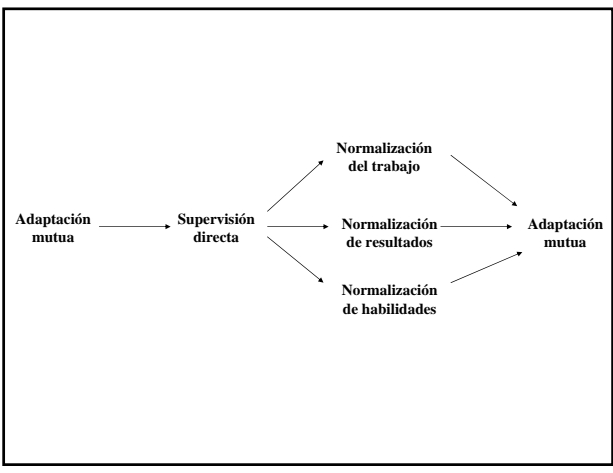 Adaptación
mutua
Supervisión
directa
Normalización
del trabajo
Normalización
de resultados
Normalización
de habilidades
Adaptación
mutua